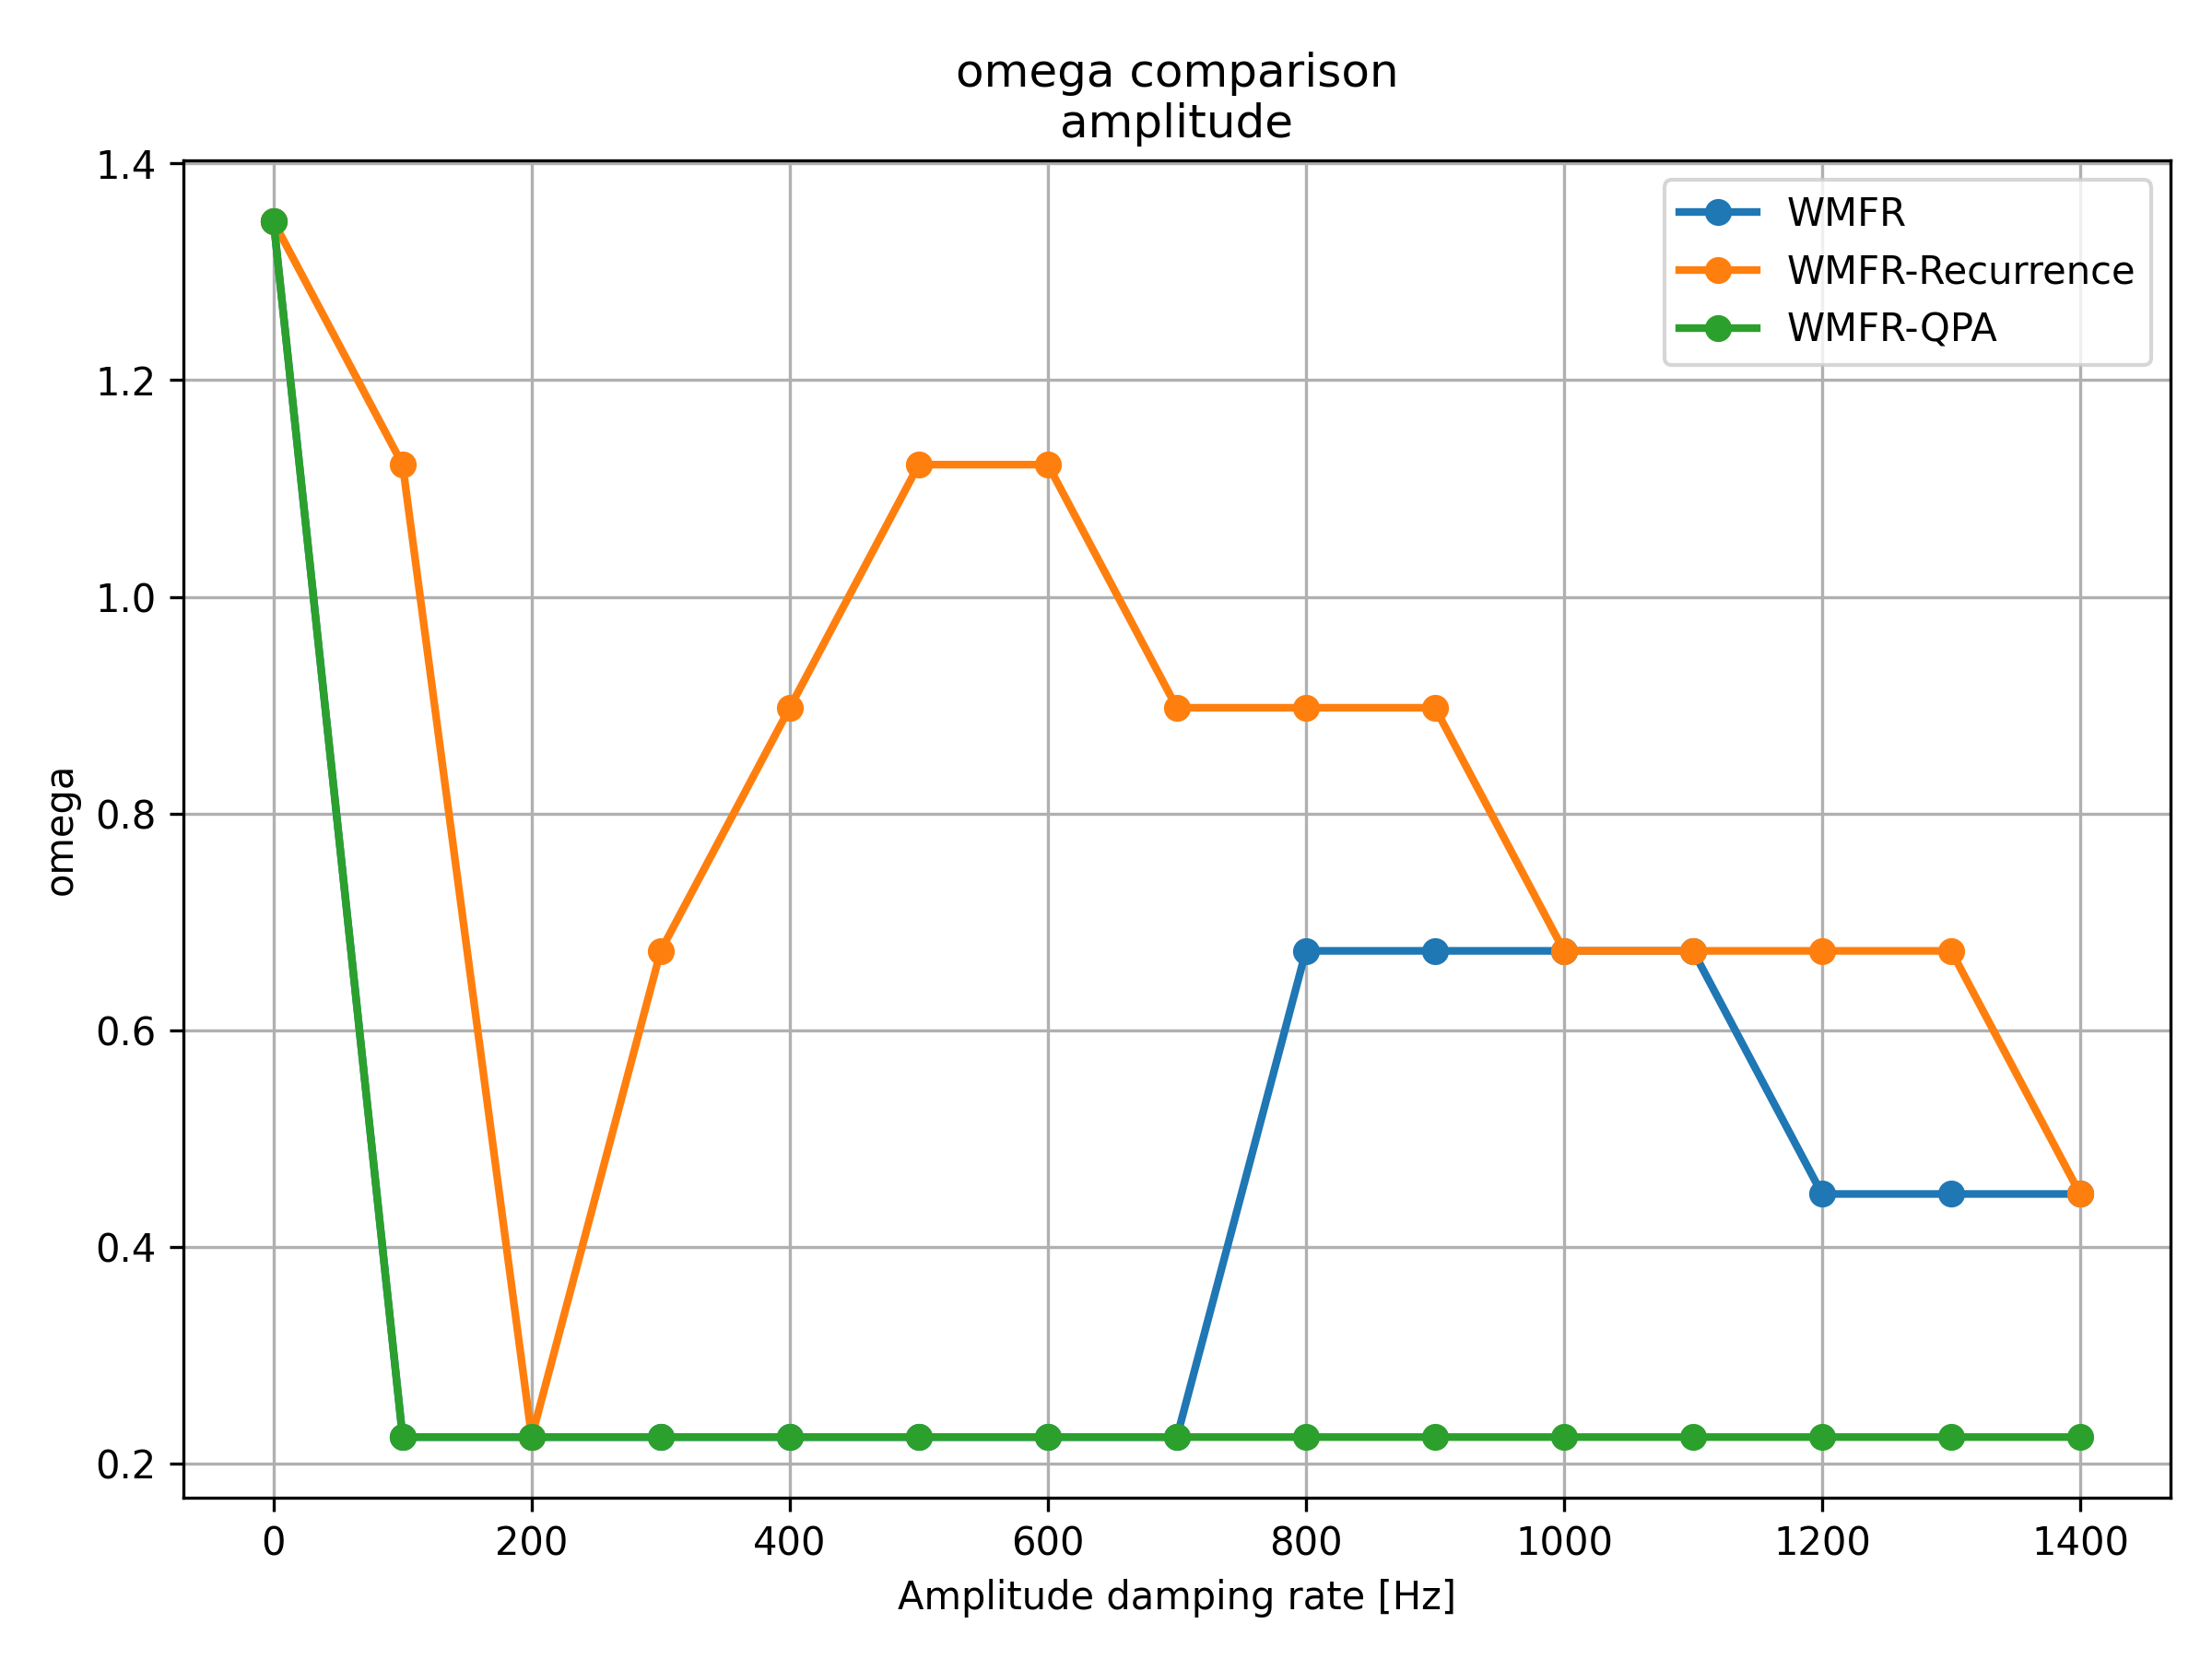 omega comparison
amplitude
1.4
1.2
1.0
0.8
0.6
0.4
0.2
omega
WMFR
WMFR-Recurrence
WMFR-QPA
0 200 400 600 800 1000 1200 1400
Amplitude damping rate [Hz]